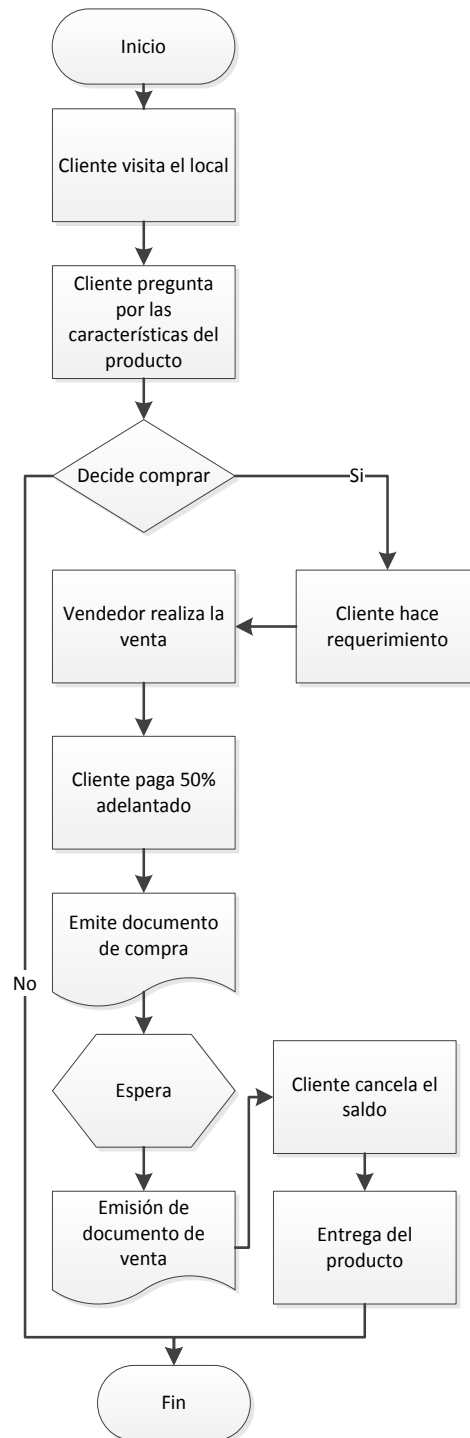 Inicio
Cliente visita el local
Cliente pregunta
por las
características del
producto
Decide comprar
Si
Vendedor realiza la
venta
Cliente hace
requerimiento
Cliente paga 50%
adelantado
Emite documento
de compra
No
Espera
Cliente cancela el
saldo
Emisión de
documento de
venta
Entrega del
producto
Fin